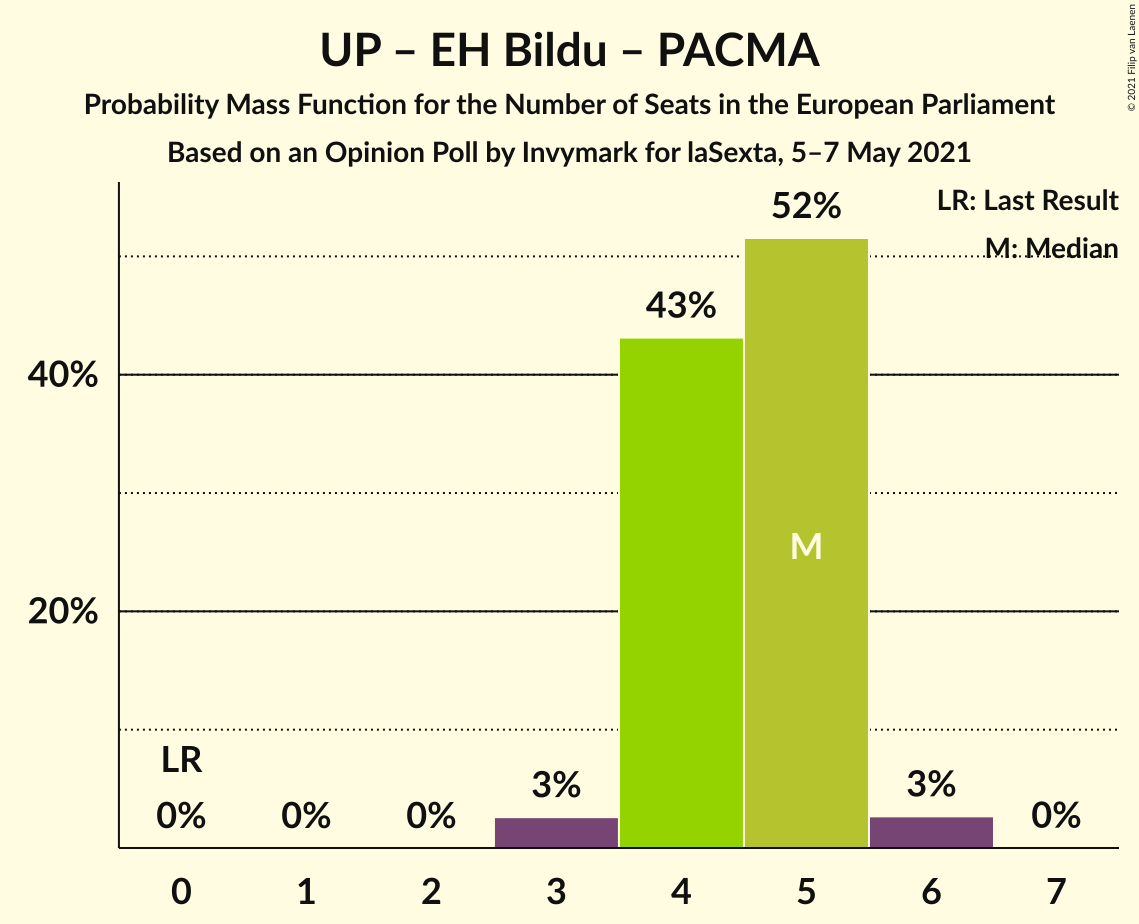 UP – EH Bildu – PACMA
Probability Mass Function for the Number of Seats in the European Parliament
Based on an Opinion Poll by Invymark for laSexta, 5–7 May 2021
© 2021 Filip van Laenen
LR: Last Result
M: Median
52%
43%
40%
M
20%
LR
0%
0%
0%
3%
3%
0%
0
1
2
3
4
5
6
7